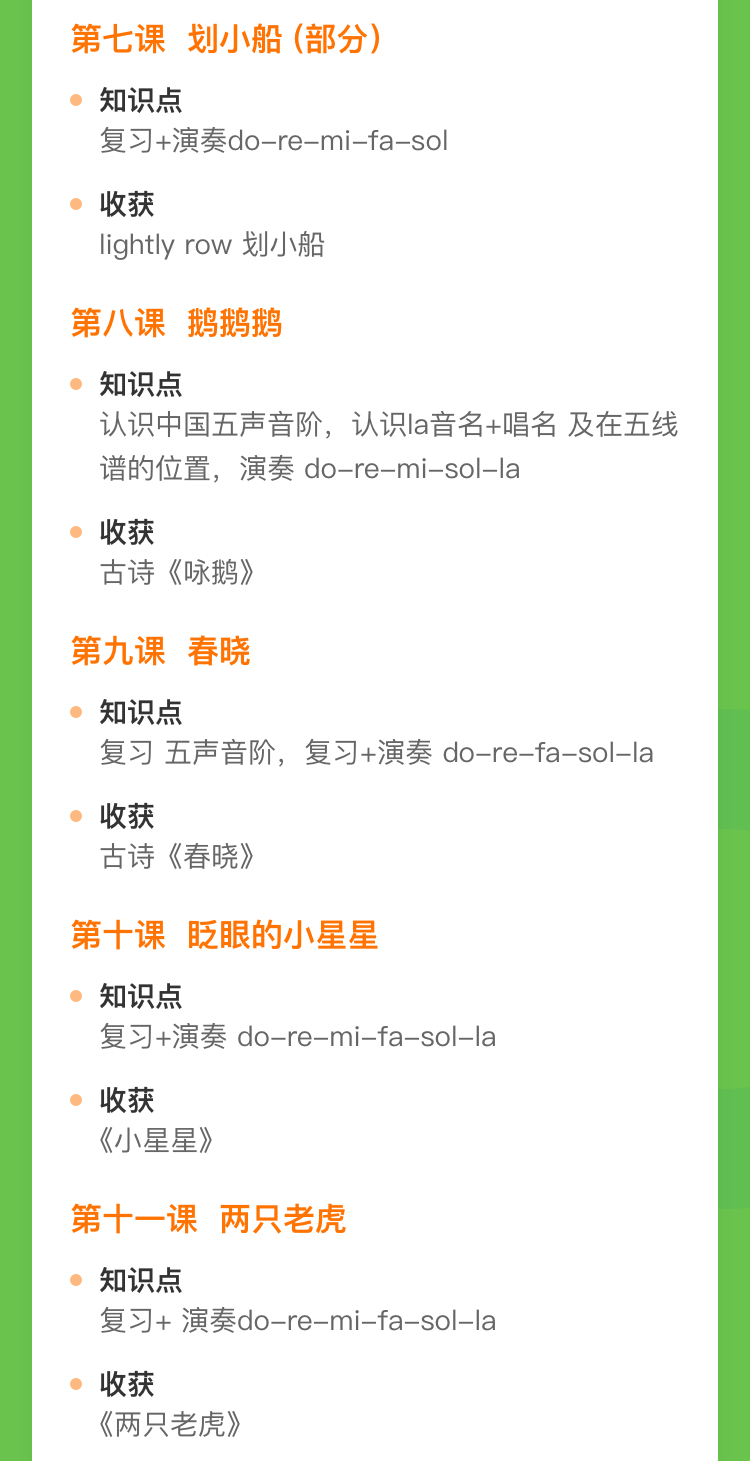 第七课 划小船（部分）
知识点
复习+演奏do–re–mi–fa–sol
收获
lightly row 划小船
第八课 鹅鹅鹅
知识点
认识中国五声音阶，认识la音名+唱名 及在五线
谱的位置，演奏 do–re–mi–sol–la
收获
古诗《咏鹅》
第九课 春晓
知识点
复习 五声音阶，复习+演奏 do–re–fa–sol–la
收获
古诗《春晓》
第十课 眨眼的小星星
知识点
复习+演奏 do–re–mi–fa–sol–la
收获
《小星星》
第十一课 两只老虎
知识点
复习+ 演奏do–re–mi–fa–sol–la
收获
《两只老虎》